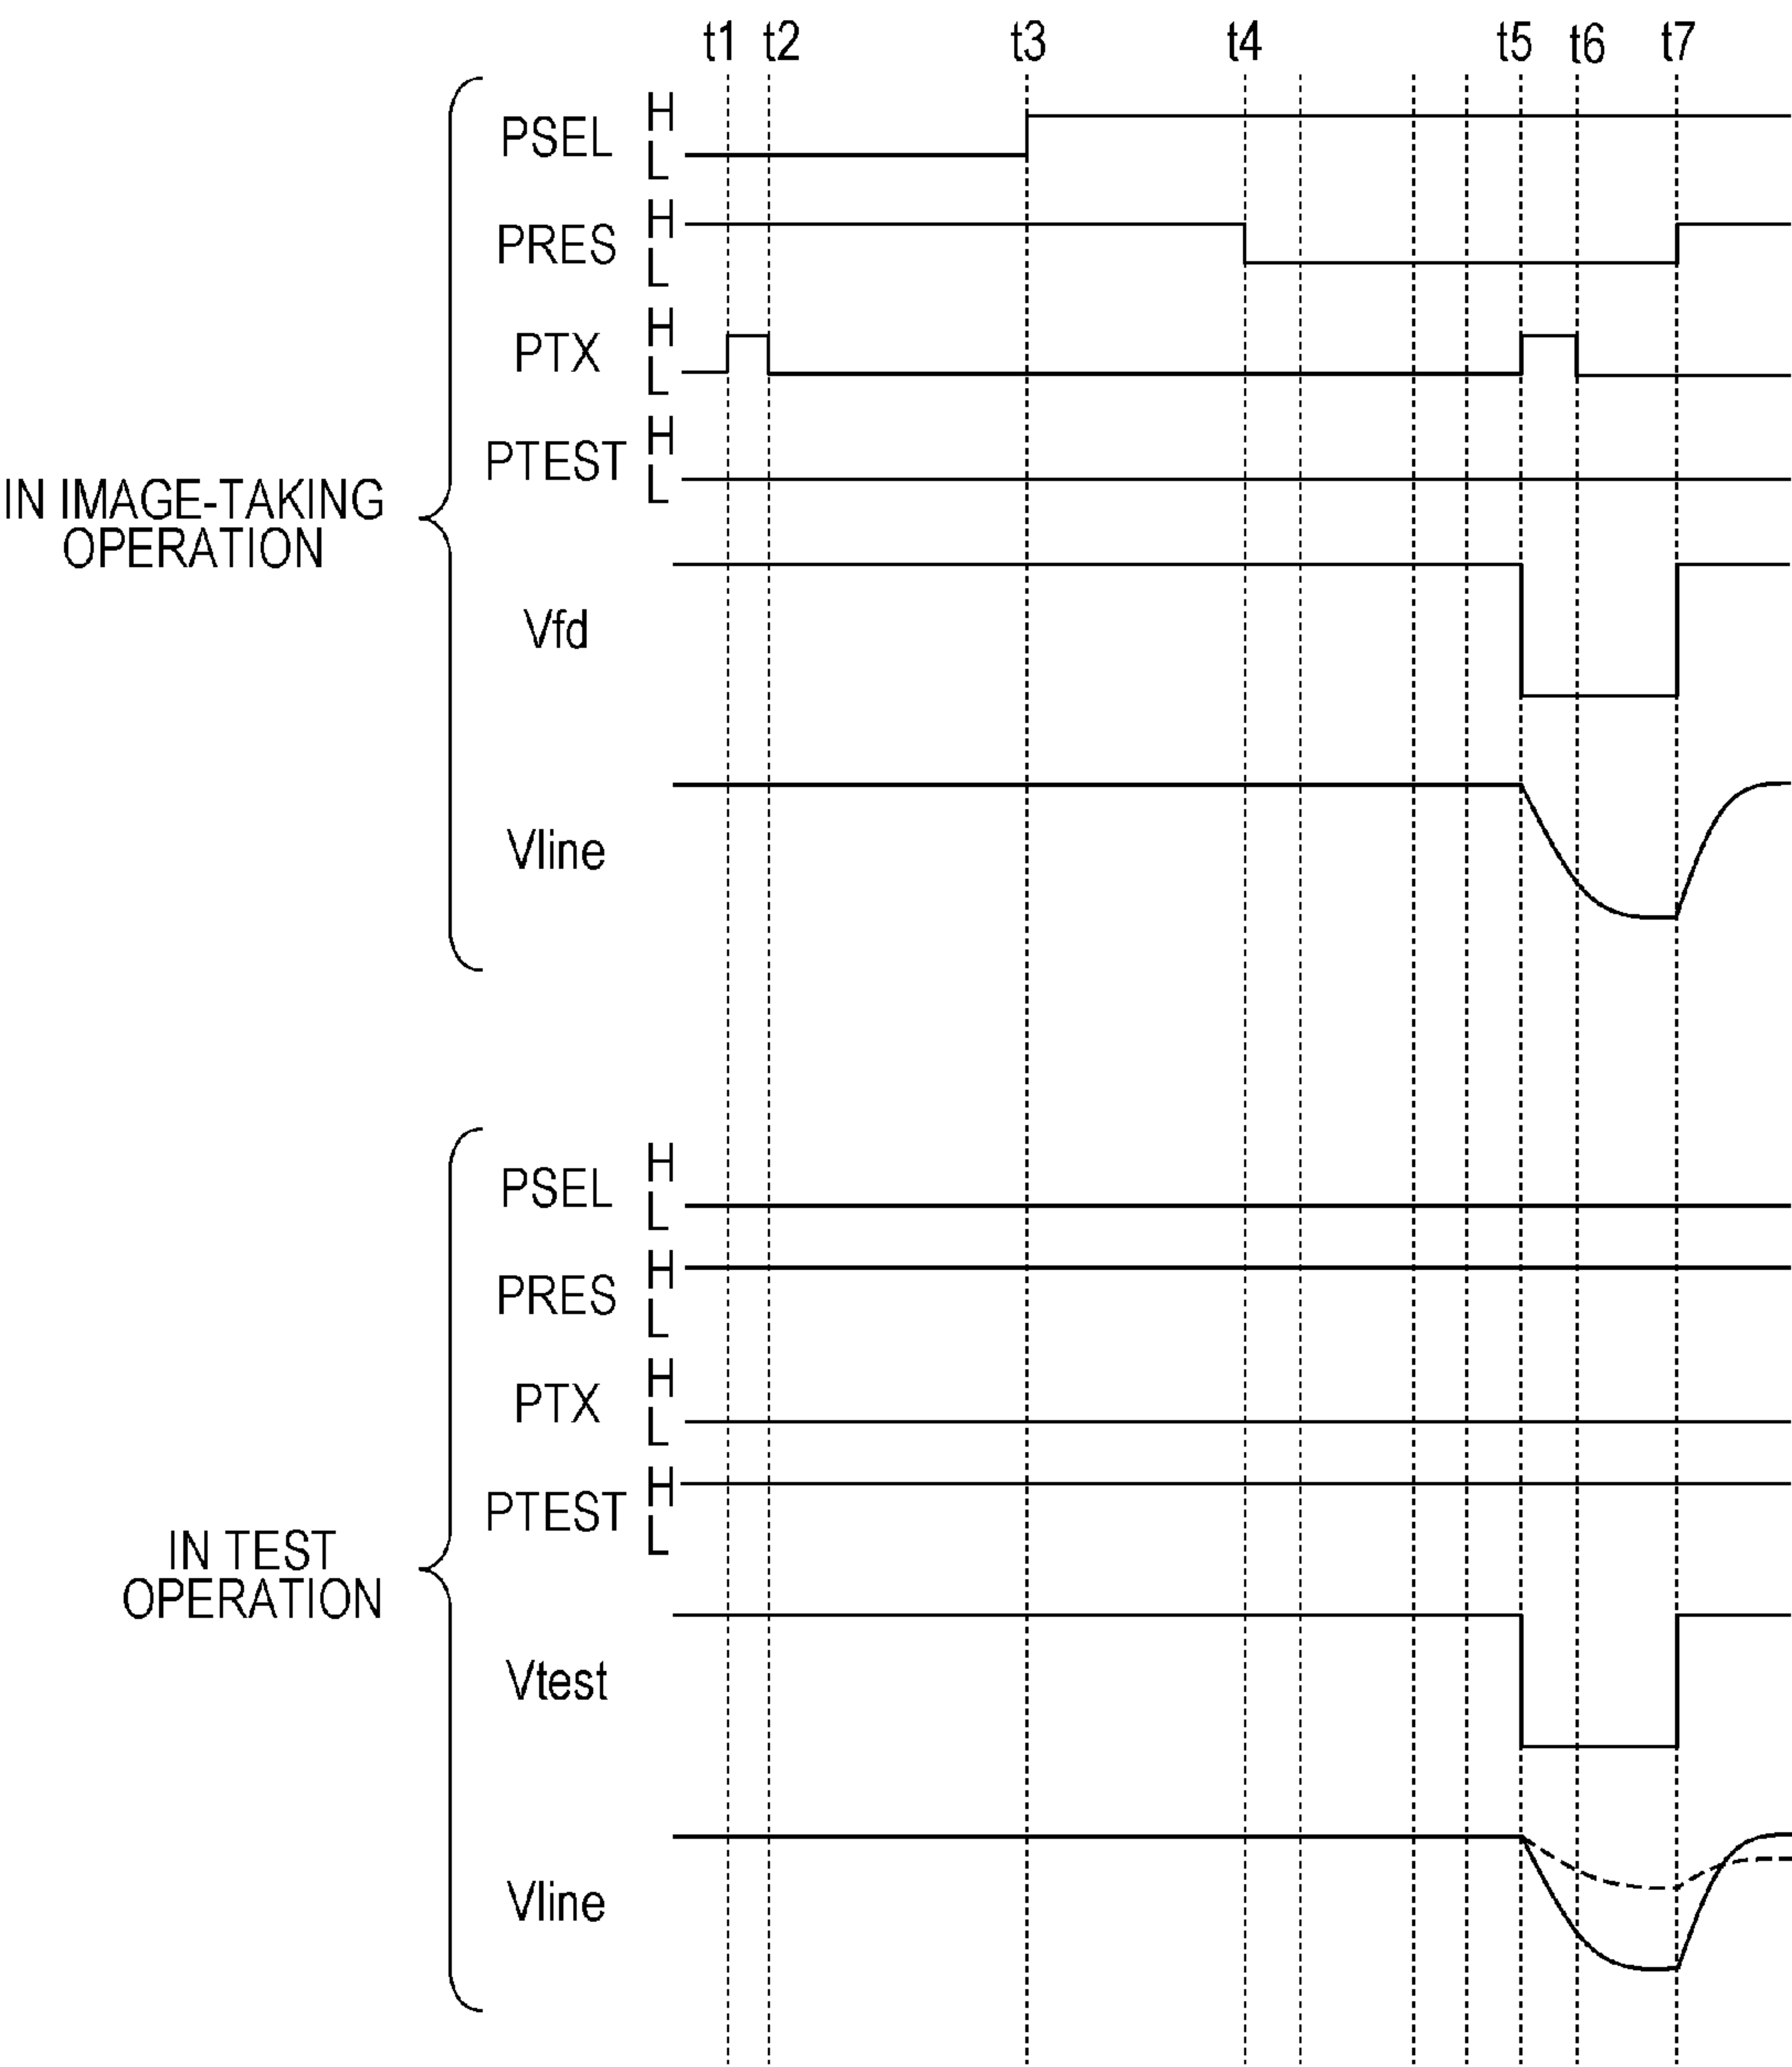 t1 t2 t3 t4 t5 t6 t7
PSEL H
L
PRES H
L
PTX H
L
PTEST H
L
IN IMAGE-TAKING
OPERATION
Vfd
Vline
PSEL H
L
PRES H
L
PTX H
L
PTEST H
L
IN TEST
OPERATION
Vtest
Vline